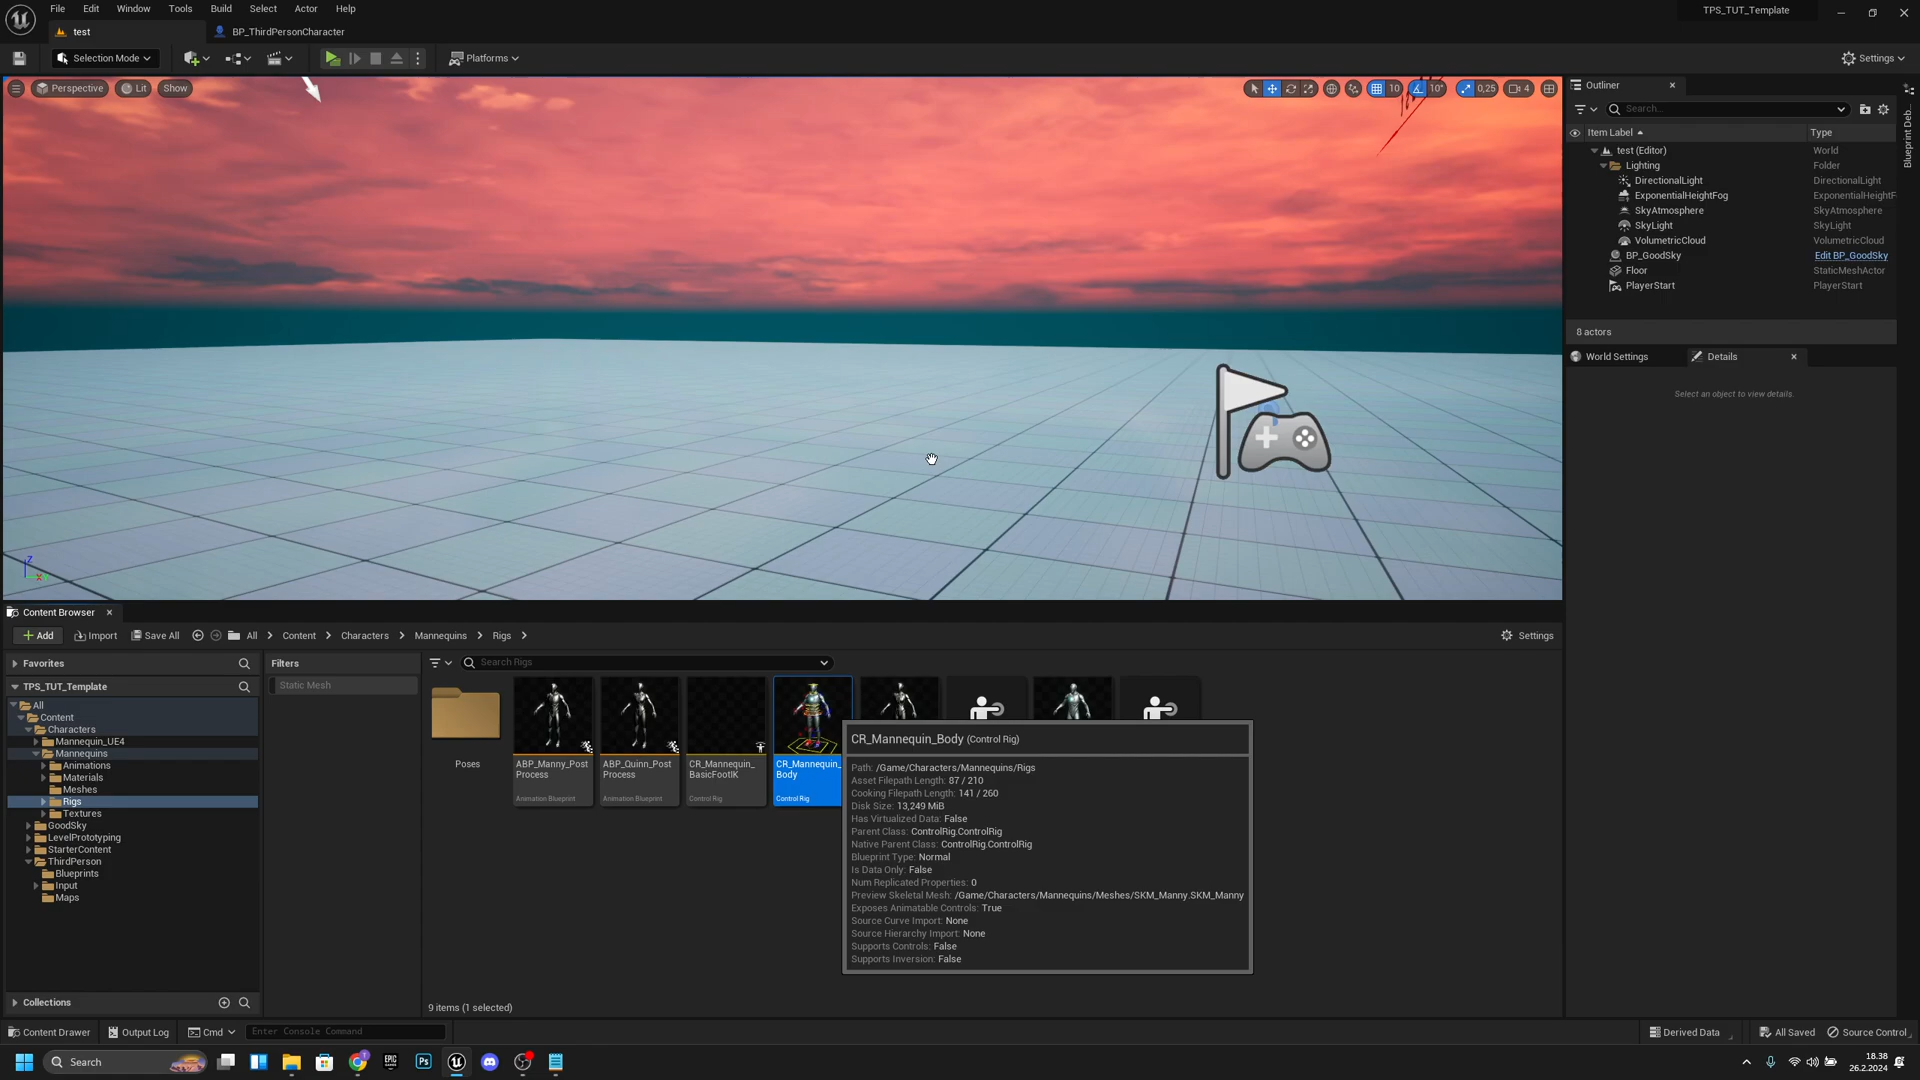 File Edit Window Tools Build Select Actor Help
TPS_TUT_Template
test
BP_ThirdPersonCharacter
Selection Mode
Platforms
Settings
Perspective
Lit
Show
10
10°
0,25
4
Outliner
Search...
Item Label
Type
test (Editor)
World
Lighting
Folder
DirectionalLight
DirectionalLight
ExponentialHeightFog
ExponentialHeightF
SkyAtmosphere
SkyAtmosphere
SkyLight
SkyLight
VolumetricCloud
VolumetricCloud
BP_GoodSky
Edit BP_GoodSky
Floor
StaticMeshActor
PlayerStart
PlayerStart
8 actors
World Settings
Details
Select an object to view details.
Blueprint Deb...
Z
X
Content Browser
Add
Import
Save All
All
Content
Characters
Mannequins
Rigs
Settings
Favorites
Filters
Static Mesh
Search Rigs
TPS_TUT_Template
All
Content
Characters
Mannequin_UE4
Mannequins
Animations
Materials
Meshes
Rigs
Textures
GoodSky
LevelPrototyping
StarterContent
ThirdPerson
Blueprints
Input
Maps
Collections
Poses
ABP_Manny_Post
Process
Animation Blueprint
ABP_Quinn_Post
Process
Animation Blueprint
CR_Mannequin_
BasicFootIK
Control Rig
CR_Mannequin_
Body
Control Rig
CR_Mannequin_Body (Control Rig)
Path: /Game/Characters/Mannequins/Rigs
Asset Filepath Length: 87 / 210
Cooking Filepath Length: 141 / 260
Disk Size: 13,249 MiB
Has Virtualized Data: False
Parent Class: ControlRig.ControlRig
Native Parent Class: ControlRig.ControlRig
Blueprint Type: Normal
Is Data Only: False
Num Replicated Properties: 0
Preview Skeletal Mesh: /Game/Characters/Mannequins/Meshes/SKM_Manny.SKM_Manny
Exposes Animatable Controls: True
Source Curve Import: None
Source Hierarchy Import: None
Supports Controls: False
Supports Inversion: False
9 items (1 selected)
Content Drawer
Output Log
Cmd
Enter Console Command
Derived Data
All Saved
Source Control
Search
EPIC
Ps
18.38
26.2.2024